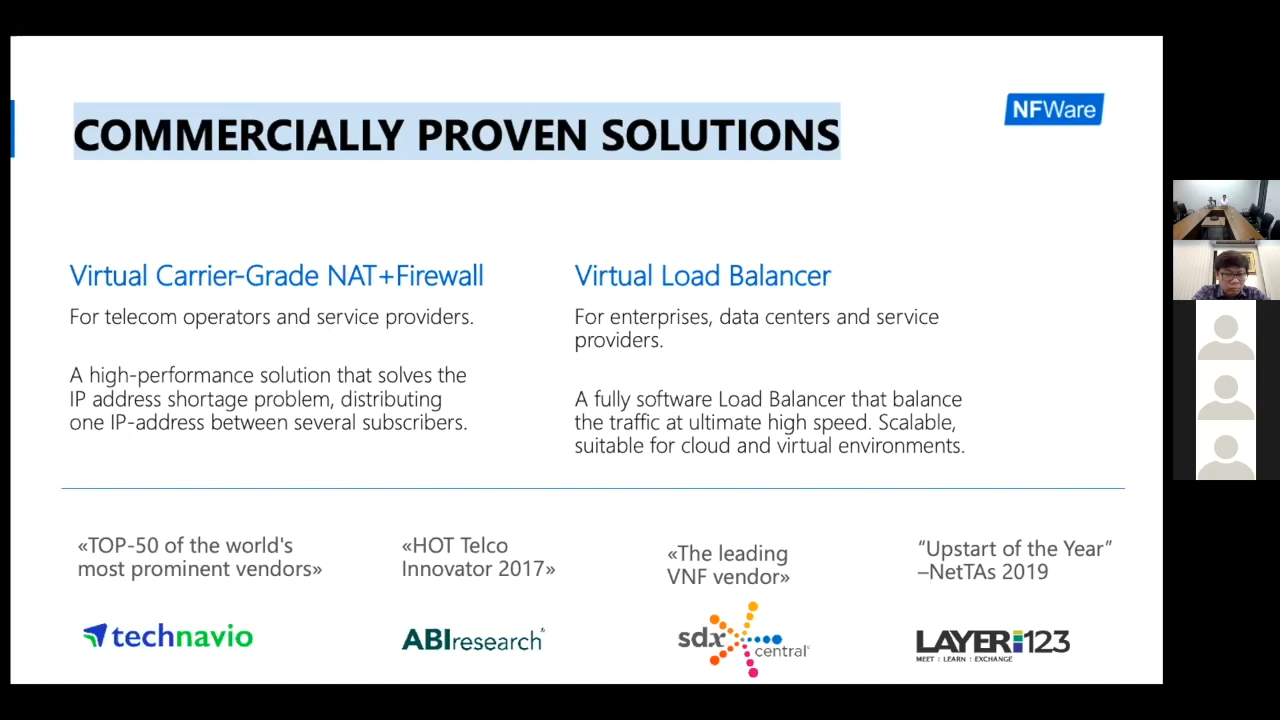 COMMERCIALLY PROVEN SOLUTIONS
NFWare
Virtual Carrier-Grade NAT+Firewall
For telecom operators and service providers.
A high-performance solution that solves the
IP address shortage problem, distributing
one IP-address between several subscribers.
Virtual Load Balancer
For enterprises, data centers and service
providers.
A fully software Load Balancer that balance
the traffic at ultimate high speed. Scalable,
suitable for cloud and virtual environments.
«TOP-50 of the world's
most prominent vendors»
technavio
«HOT Telco
Innovator 2017»
ABIresearch
«The leading
VNF vendor»
sdx
central
“Upstart of the Year”
–NetTAs 2019
LAYER123
MEET : LEARN : EXCHANGE